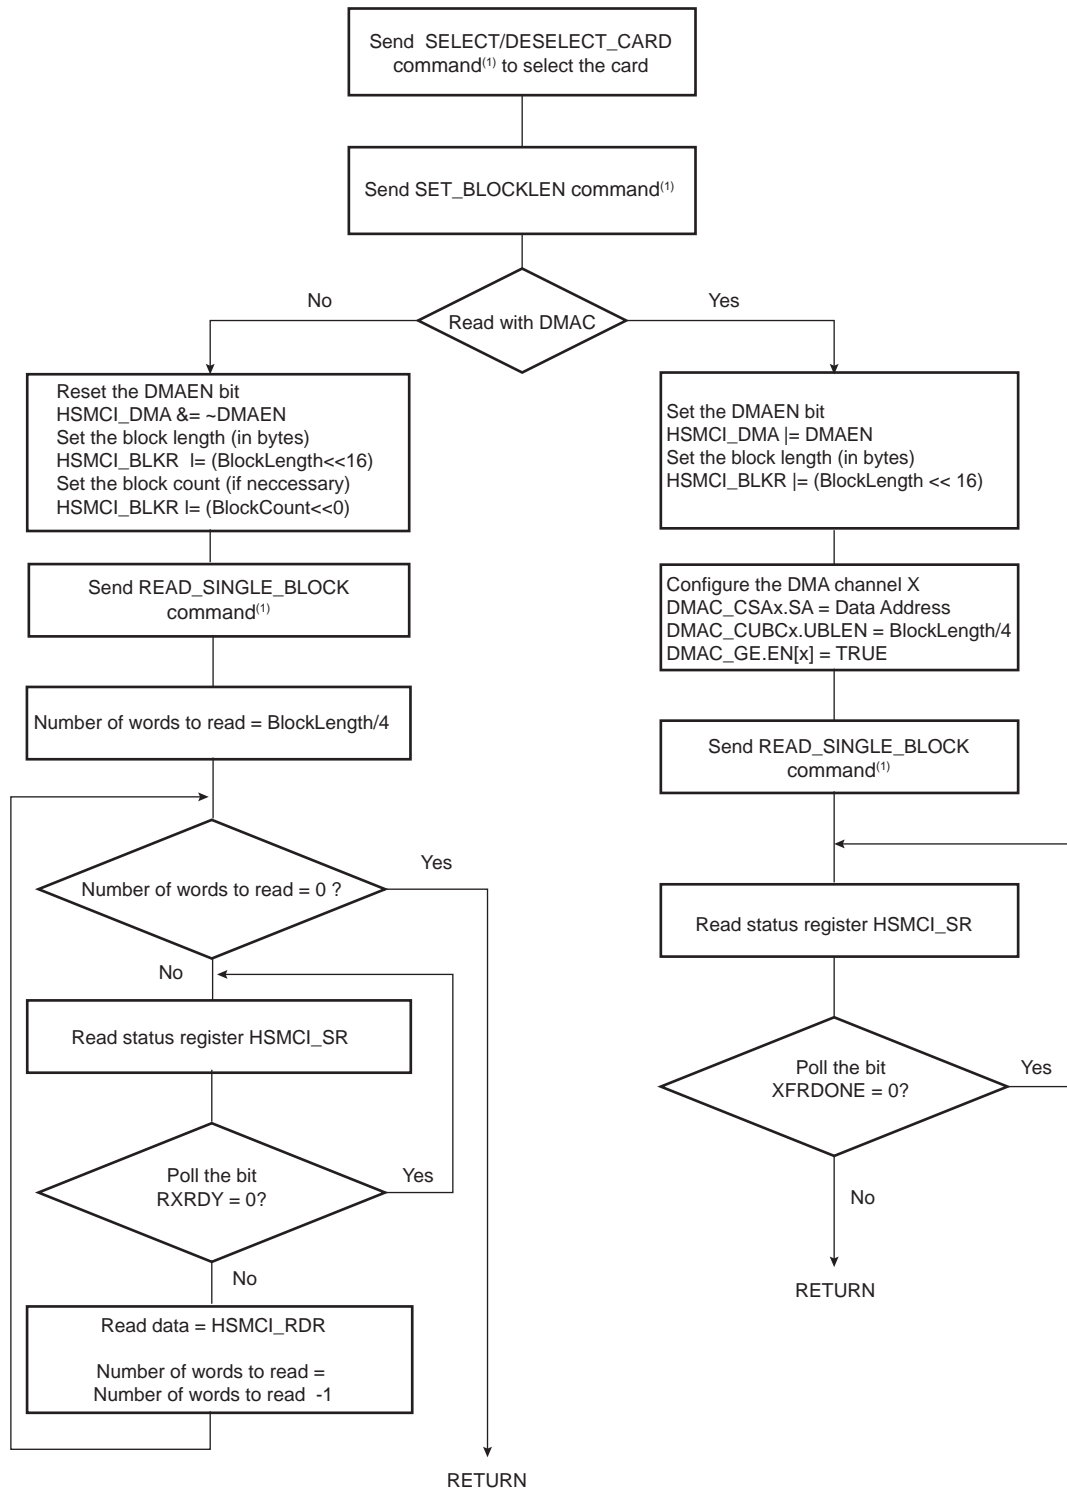 Send SELECT/DESELECT_CARD
command(1) to select the card
Send SET_BLOCKLEN command(1)
No
Yes
Read with DMAC
Reset the DMAEN bit
HSMCI_DMA &= ~DMAEN
Set the block length (in bytes)
HSMCI_BLKR l= (BlockLength<<16)
Set the block count (if neccessary)
HSMCI_BLKR l= (BlockCount<<0)
Send READ_SINGLE_BLOCK
command(1)
Number of words to read = BlockLength/4
Number of words to read = 0 ?
Yes
No
Read status register HSMCI_SR
Poll the bit
RXRDY = 0?
Yes
No
Read data = HSMCI_RDR
Number of words to read =
Number of words to read -1
RETURN
Set the DMAEN bit
HSMCI_DMA |= DMAEN
Set the block length (in bytes)
HSMCI_BLKR |= (BlockLength << 16)
Configure the DMA channel X
DMAC_CSAx.SA = Data Address
DMAC_CUBCx.UBLEN = BlockLength/4
DMAC_GE.EN[x] = TRUE
Send READ_SINGLE_BLOCK
command(1)
Read status register HSMCI_SR
Poll the bit
XFRDONE = 0?
Yes
No
RETURN